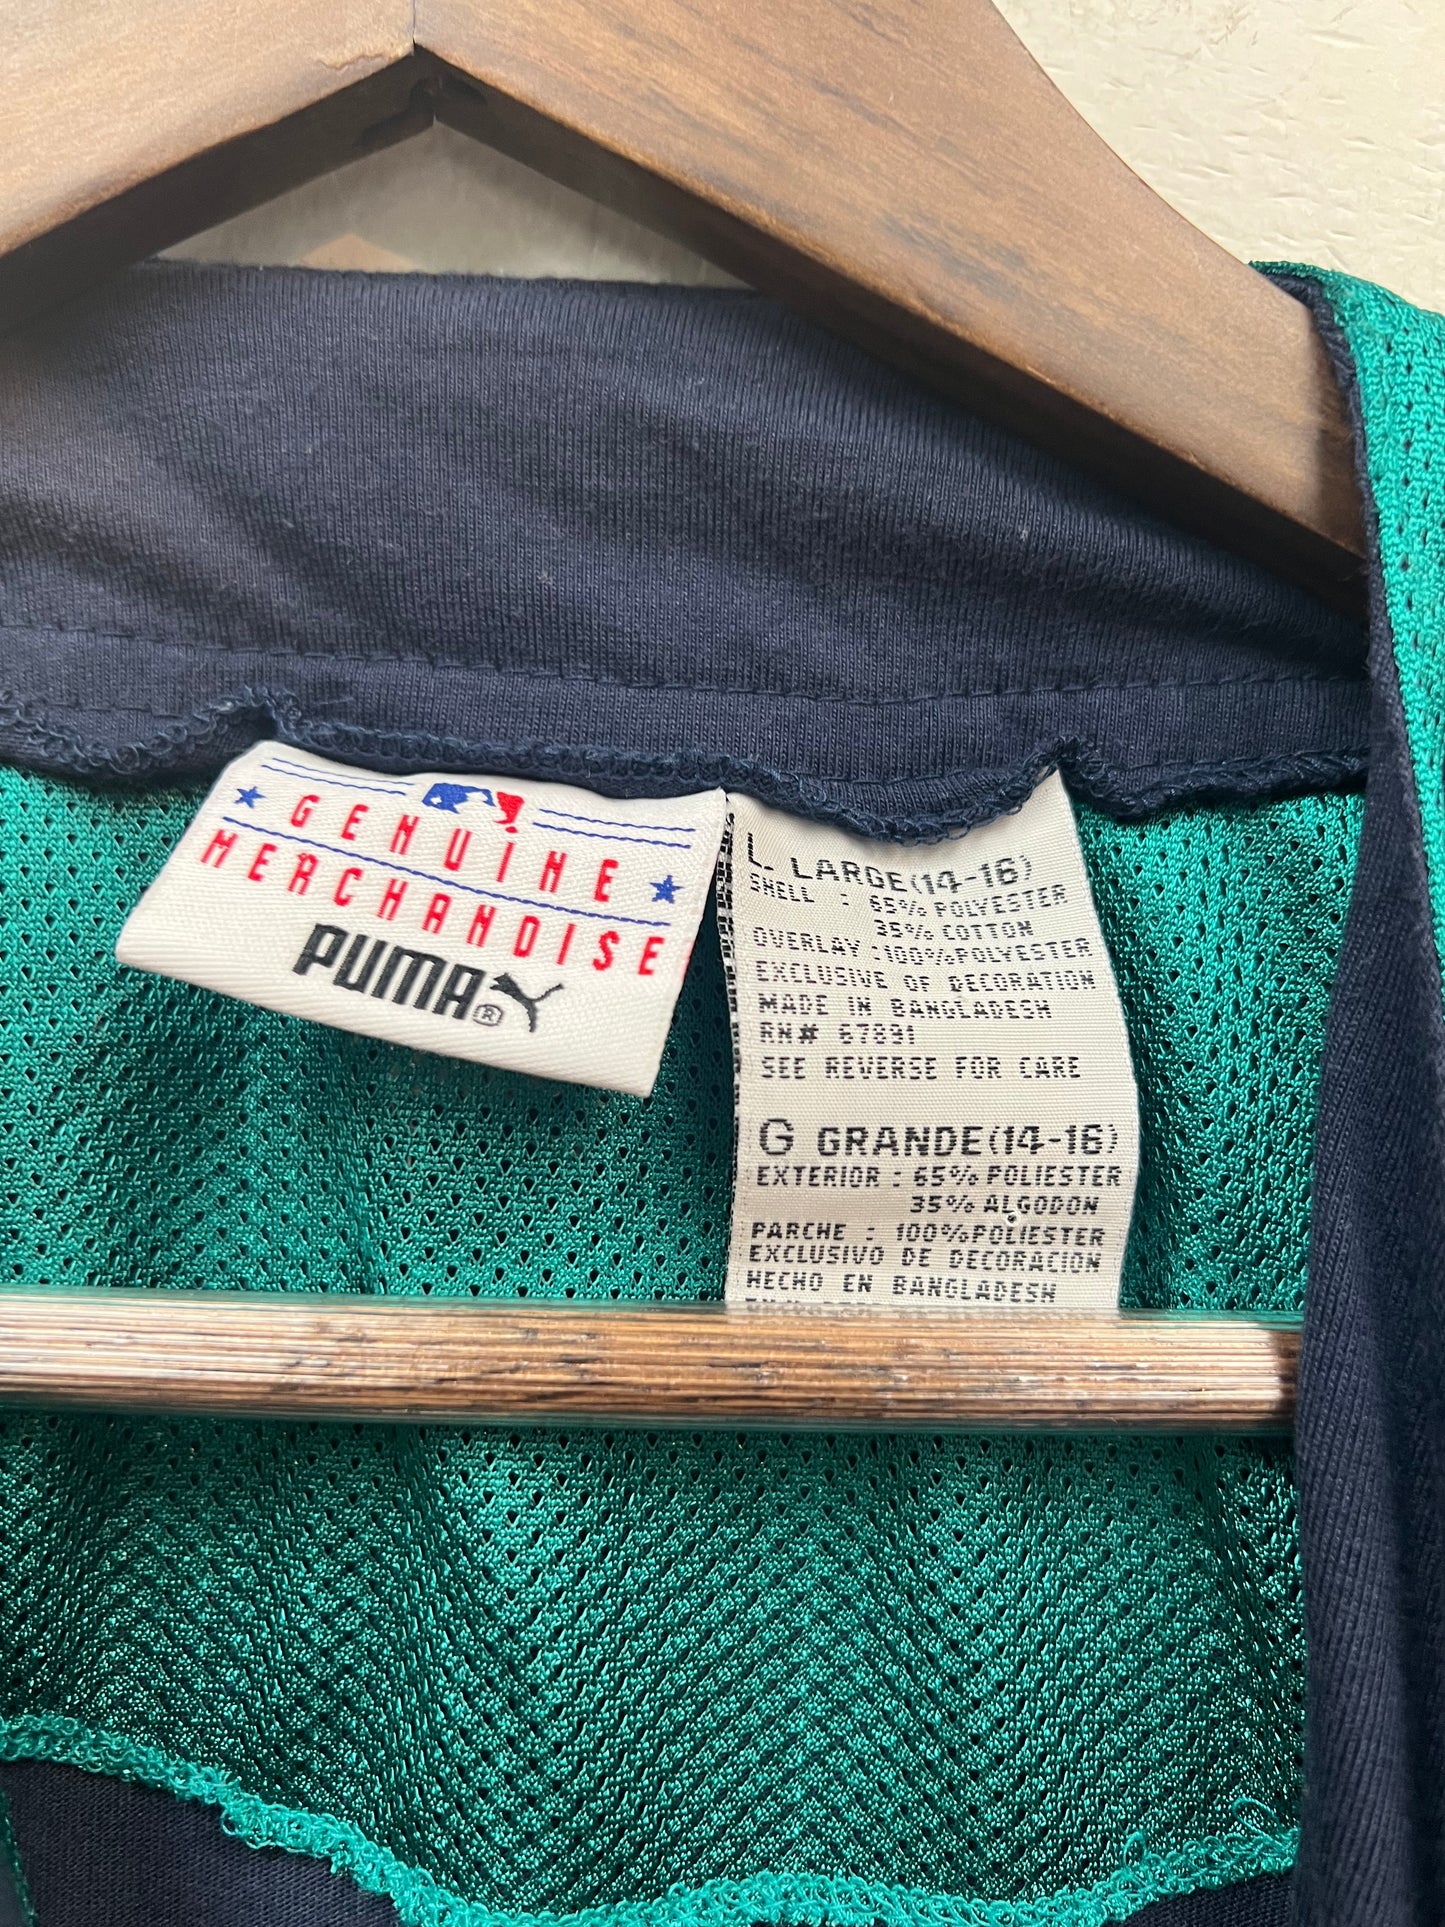 GENUINE
MERCHANDISE
PUMA®
L LARGE(14-16)
SHELL : 65% POLYESTER
35% COTTON
OVERLAY :100%POLYESTER
EXCLUSIVE OF DECORATION
MADE IN BANGLADESH
RN# 67891
SEE REVERSE FOR CARE
G GRANDE(14-16)
EXTERIOR : 65% POLIESTER
35% ALGODON
PARCHE : 100%POLIESTER
EXCLUSIVO DE DECORACION
HECHO EN BANGLADESH